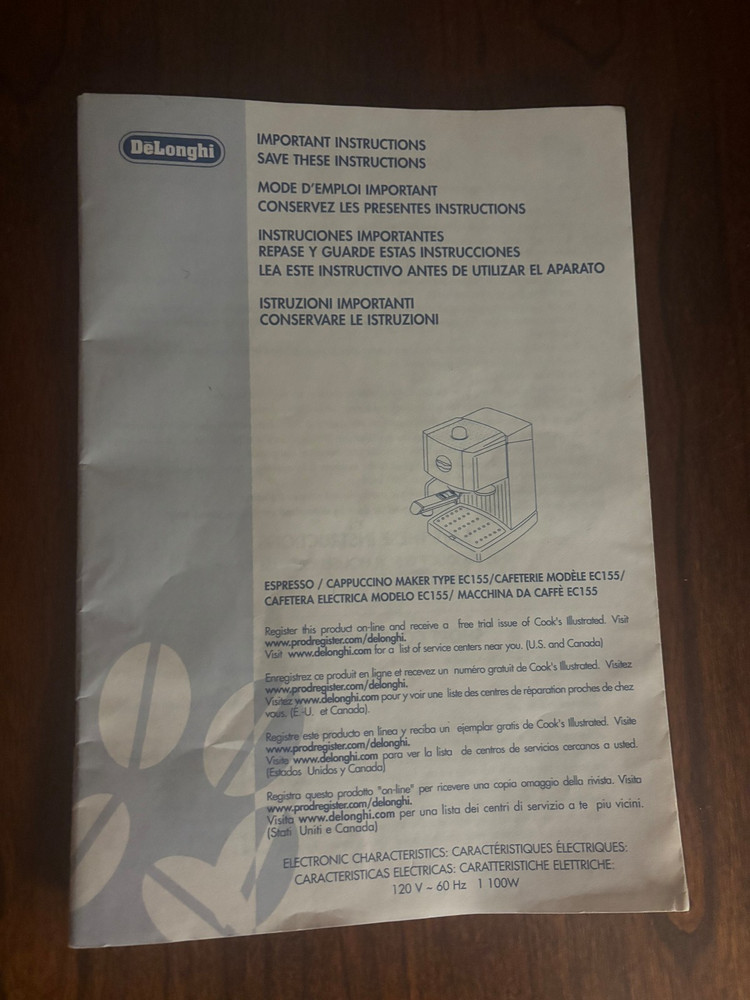 DeLonghi
IMPORTANT INSTRUCTIONS
SAVE THESE INSTRUCTIONS
MODE D'EMPLOI IMPORTANT
CONSERVEZ LES PRESENTES INSTRUCTIONS
INSTRUCIONES IMPORTANTES
REPASE Y GUARDE ESTAS INSTRUCCIONES
LEA ESTE INSTRUCTIVO ANTES DE UTILIZAR EL APARATO
ISTRUZIONI IMPORTANTI
CONSERVARE LE ISTRUZIONI
ESPRESSO / CAPPUCCINO MAKER TYPE EC155/CAFETERIE MODÈLE EC155/
CAFETERA ELECTRICA MODELO EC155/ MACCHINA DA CAFFÈ EC155
Register this product on-line and receive a free trial issue of Cook's Illustrated. Visit
www.prodregister.com/delonghi.
Visit www.delonghi.com for a list of service centers near you. (U.S. and Canada)
Enregistrez ce produit en ligne et recevez un numéro gratuit de Cook's Illustrated. Visitez
www.prodregister.com/delonghi.
Visitez www.delonghi.com pour y voir une liste des centres de réparation proches de chez
vous. (É.-U. et Canada).
Registre este producto en linea y reciba un ejemplar gratis de Cook's Illustrated. Visite
www.prodregister.com/delonghi.
Visite www.delonghi.com para ver la lista de centros de servicios cercanos a usted.
(Estados Unidos y Canada)
Registra questo prodotto "on-line" per ricevere una copia omaggio della rivista. Visita
www.prodregister.com/delonghi.
Visita www.delonghi.com per una lista dei centri di servizio a te piu vicini.
(Stati Uniti e Canada)
ELECTRONIC CHARACTERISTICS: CARACTÉRISTIQUES ÉLECTRIQUES:
CARACTERISTICAS ELECTRICAS: CARATTERISTICHE ELETTRICHE:
120 V ~ 60 Hz 1 100W